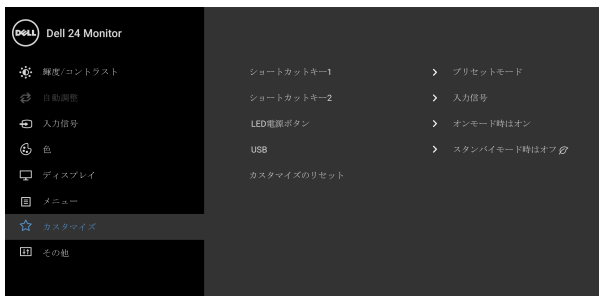 DELL Dell 24 Monitor
輝度/コントラスト
自動調整
入力信号
色
ディスプレイ
メニュー
カスタマイズ
その他
ショートカットキー1 > プリセットモード
ショートカットキー2 > 入力信号
LED電源ボタン > オンモード時はオン
USB > スタンバイモード時はオフ
カスタマイズのリセット